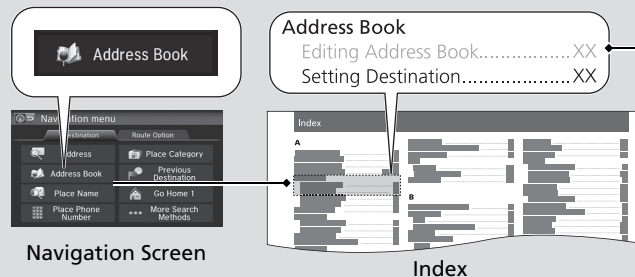 Address Book
Address Book
Editing Address Book...............XX
Setting Destination..................XX
Navigation menu
Destination
Route Option
Address
Place Category
Address Book
Previous
Destination
Place Name
Go Home 1
Place Phone
Number
More Search
Methods
Navigation Screen
Index
A
B
Index